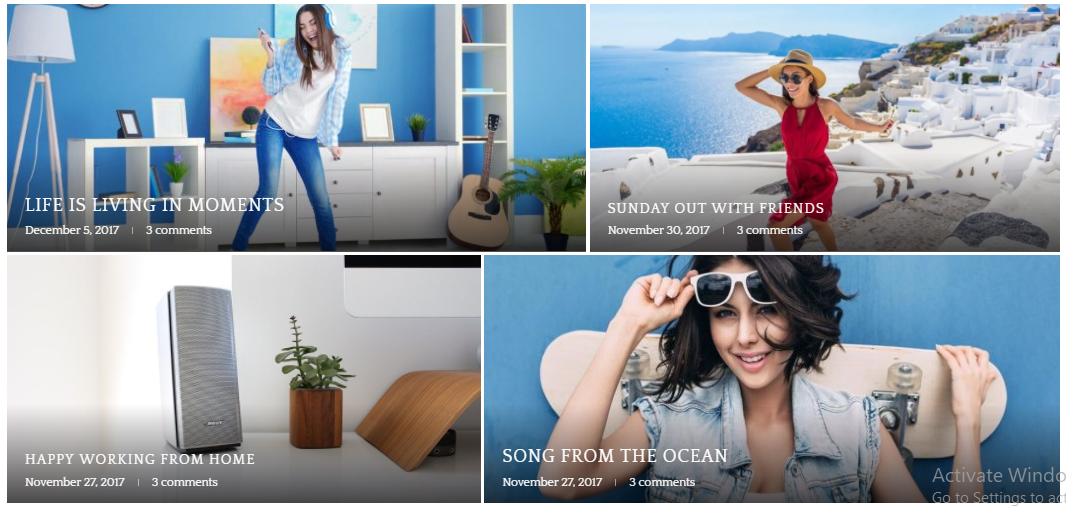 LIFE IS LIVING IN MOMENTS
December 5, 2017 | 3 comments
SUNDAY OUT WITH FRIENDS
November 30, 2017 | 3 comments
HAPPY WORKING FROM HOME
November 27, 2017 | 3 comments
SONG FROM THE OCEAN
November 27, 2017 | 3 comments
Activate Windo
Go to Settings to act